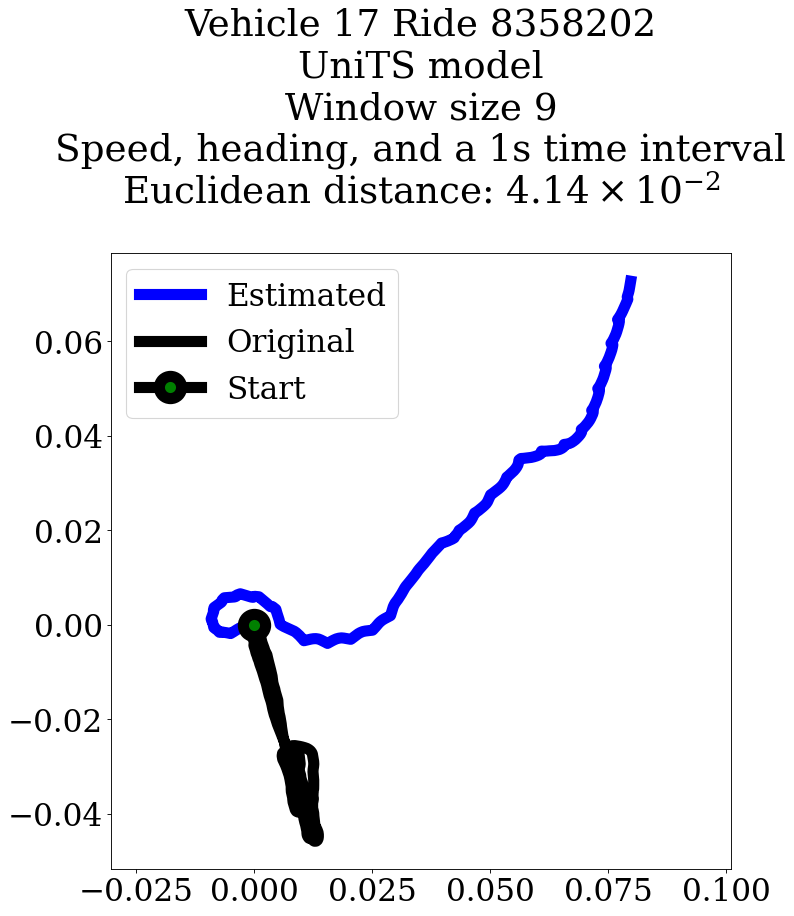 Vehicle 17 Ride 8358202
UniTS model
Window size 9
Speed, heading, and a 1s time interval
Euclidean distance: 4.14 × 10⁻²
Estimated
Original
Start
0.06
0.04
0.02
0.00
−0.02
−0.04
−0.025 0.000 0.025 0.050 0.075 0.100